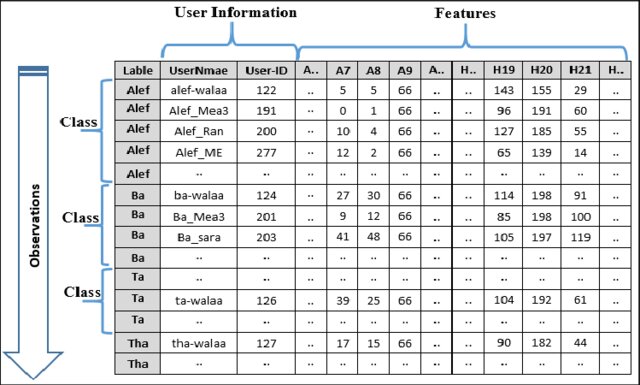 User Information Features
Lable UserNmae User-ID A.. A7 A8 A9 A.. H.. H19 H20 H21 H..
Alef alef-walaa 122 .. 5 5 66 .. .. 143 155 29 ..
Alef Alef_Mea3 191 .. 0 1 66 .. .. 96 191 60 ..
Class
Alef Alef_Ran 200 .. 10 4 66 .. .. 127 185 55 ..
Alef Alef_ME 277 .. 12 2 66 .. .. 65 139 14 ..
Alef .. .. .. .. .. .. .. .. .. .. .. ..
Ba ba-walaa 124 .. 27 30 66 .. .. 114 198 91 ..
Class Ba Ba_Mea3 201 .. 9 12 66 .. .. 85 198 100 ..
Ba Ba_sara 203 .. 41 48 66 .. .. 105 197 119 ..
Ba .. .. .. .. .. .. .. .. .. .. .. ..
Ta .. .. .. .. .. .. .. .. .. .. .. ..
Class Ta ta-walaa 126 .. 39 25 66 .. .. 104 192 61 ..
Ta .. .. .. .. .. .. .. .. .. .. .. ..
Tha tha-walaa 127 .. 17 15 66 .. .. 90 182 44 ..
Tha .. .. .. .. .. .. .. .. .. .. .. ..
Observations